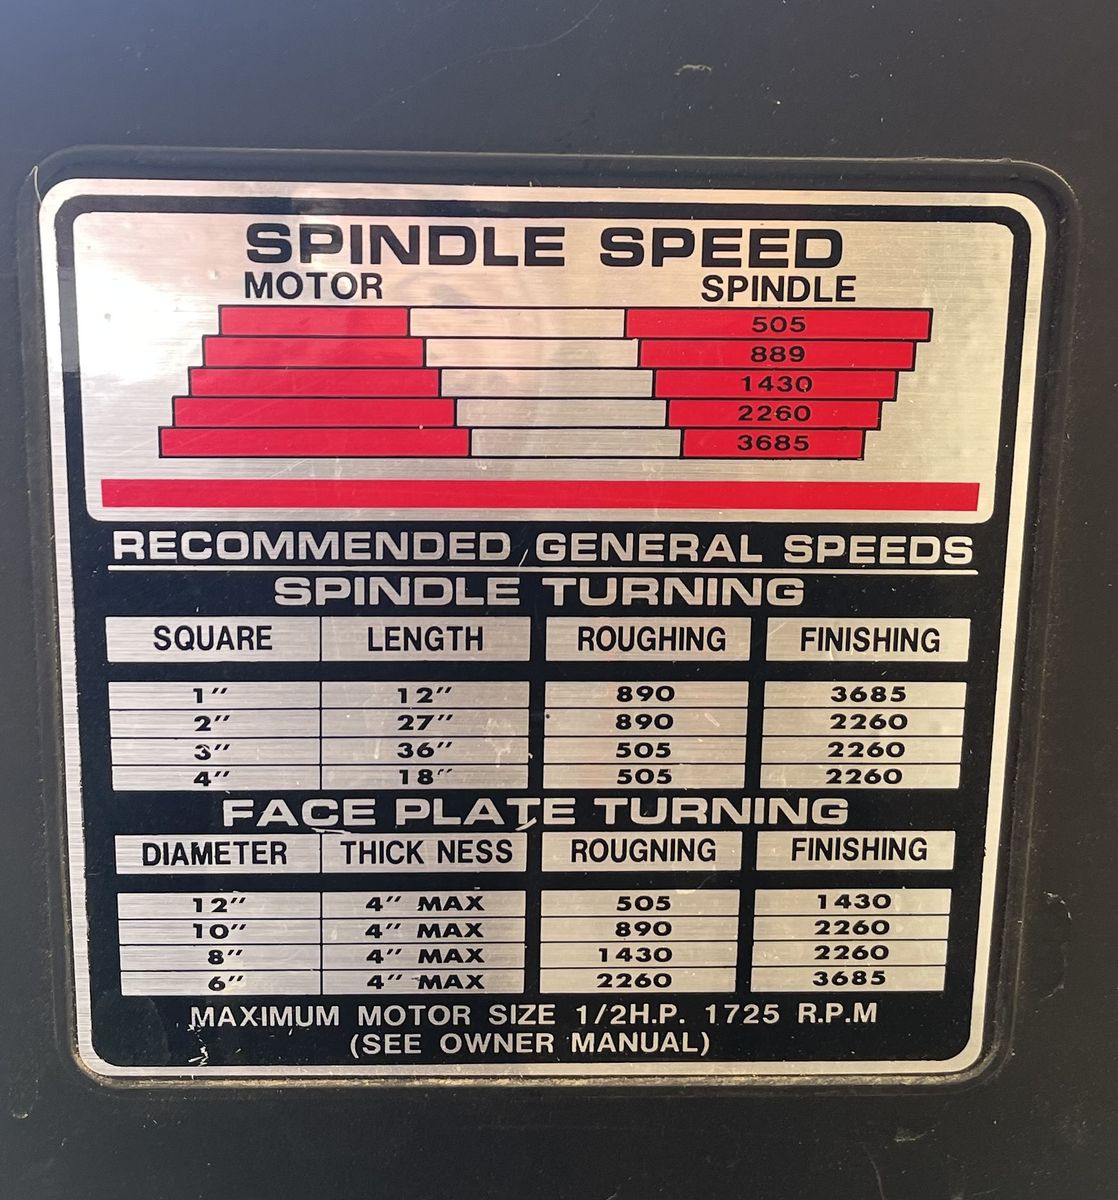 SPINDLE SPEED
MOTOR SPINDLE
505
889
1430
2260
3685
RECOMMENDED GENERAL SPEEDS
SPINDLE TURNING
SQUARE LENGTH ROUGHING FINISHING
1" 12" 890 3685
2" 27" 890 2260
3" 36" 505 2260
4" 18" 505 2260
FACE PLATE TURNING
DIAMETER THICK NESS ROUGNING FINISHING
12" 4" MAX 505 1430
10" 4" MAX 890 2260
8" 4" MAX 1430 2260
6" 4" MAX 2260 3685
MAXIMUM MOTOR SIZE 1/2H.P. 1725 R.P.M
(SEE OWNER MANUAL)